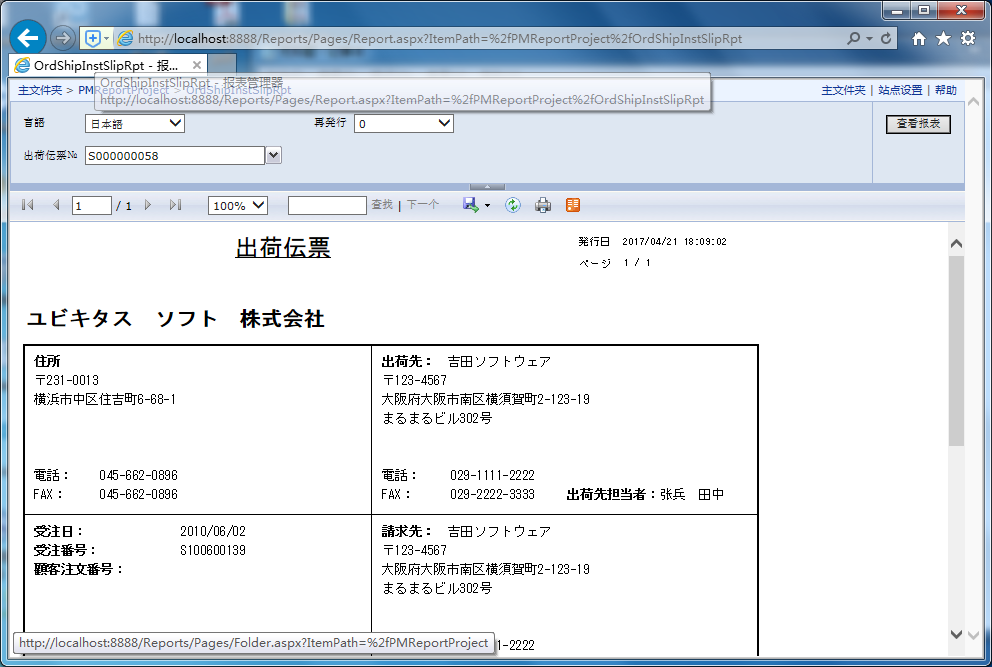 http://localhost:8888/Reports/Pages/Report.aspx?ItemPath=%2fPMReportProject%2fOrdShipInstSlipRpt
OrdShipInstSlipRpt - 报...
OrdShipInstSlipRpt - 报表管理器
http://localhost:8888/Reports/Pages/Report.aspx?ItemPath=%2fPMReportProject%2fOrdShipInstSlipRpt
主文件夹 > PMReportProject > OrdShipInstSlipRpt
主文件夹 | 站点设置 | 帮助
言語 日本語 再発行 0 查看报表
出荷伝票№ S000000058
1 / 1 100% 查找 | 下一个
出荷伝票
発行日 2017/04/21 18:09:02
ページ 1 / 1
ユビキタス ソフト 株式会社
住所
〒231-0013
横浜市中区住吉町6-68-1
電話： 045-662-0896
FAX： 045-662-0896
出荷先： 吉田ソフトウェア
〒123-4567
大阪府大阪市南区横須賀町2-123-19
まるまるビル302号
電話： 029-1111-2222
FAX： 029-2222-3333 出荷先担当者：张兵 田中
受注日： 2010/06/02
受注番号： S100600139
顧客注文番号：
請求先： 吉田ソフトウェア
〒123-4567
大阪府大阪市南区横須賀町2-123-19
まるまるビル302号
1-2222
http://localhost:8888/Reports/Pages/Folder.aspx?ItemPath=%2fPMReportProject